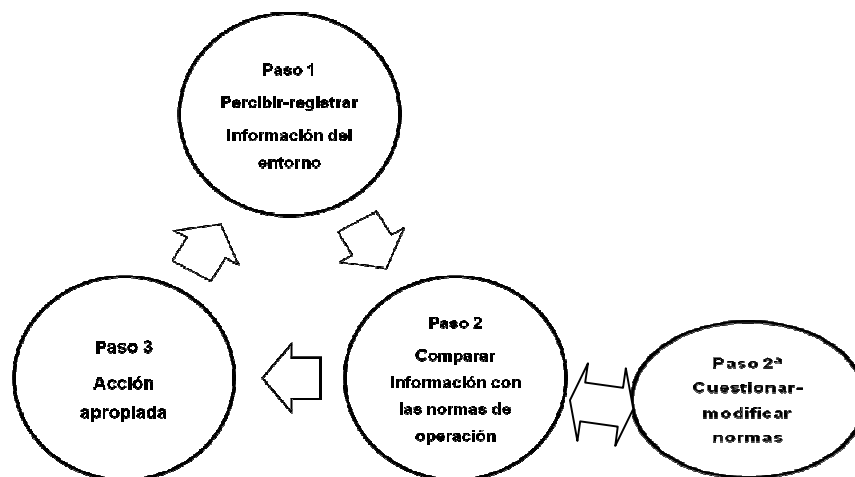 Paso 1
Percibir-registrar
Información del
entorno
Paso 2
Comparar
Información con
las normas de
operación
Paso 3
Acción
apropiada
Paso 2ª
Cuestionar-
modificar
normas